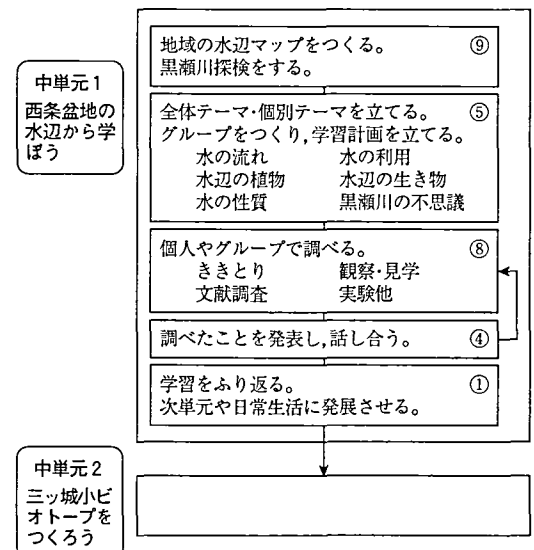 地域の水辺マップをつくる。 ⑨
黒瀬川探検をする。
中単元1
西条盆地の
水辺から学
ぼう
全体テーマ・個別テーマを立てる。 ⑤
グループをつくり,学習計画を立てる。
水の流れ 水の利用
水辺の植物 水辺の生き物
水の性質 黒瀬川の不思議
個人やグループで調べる。 ⑧
ききとり 観察・見学
文献調査 実験他
調べたことを発表し,話し合う。 ④
学習をふり返る。 ①
次単元や日常生活に発展させる。
中単元2
三ッ城小ビ
オトープを
つくろう